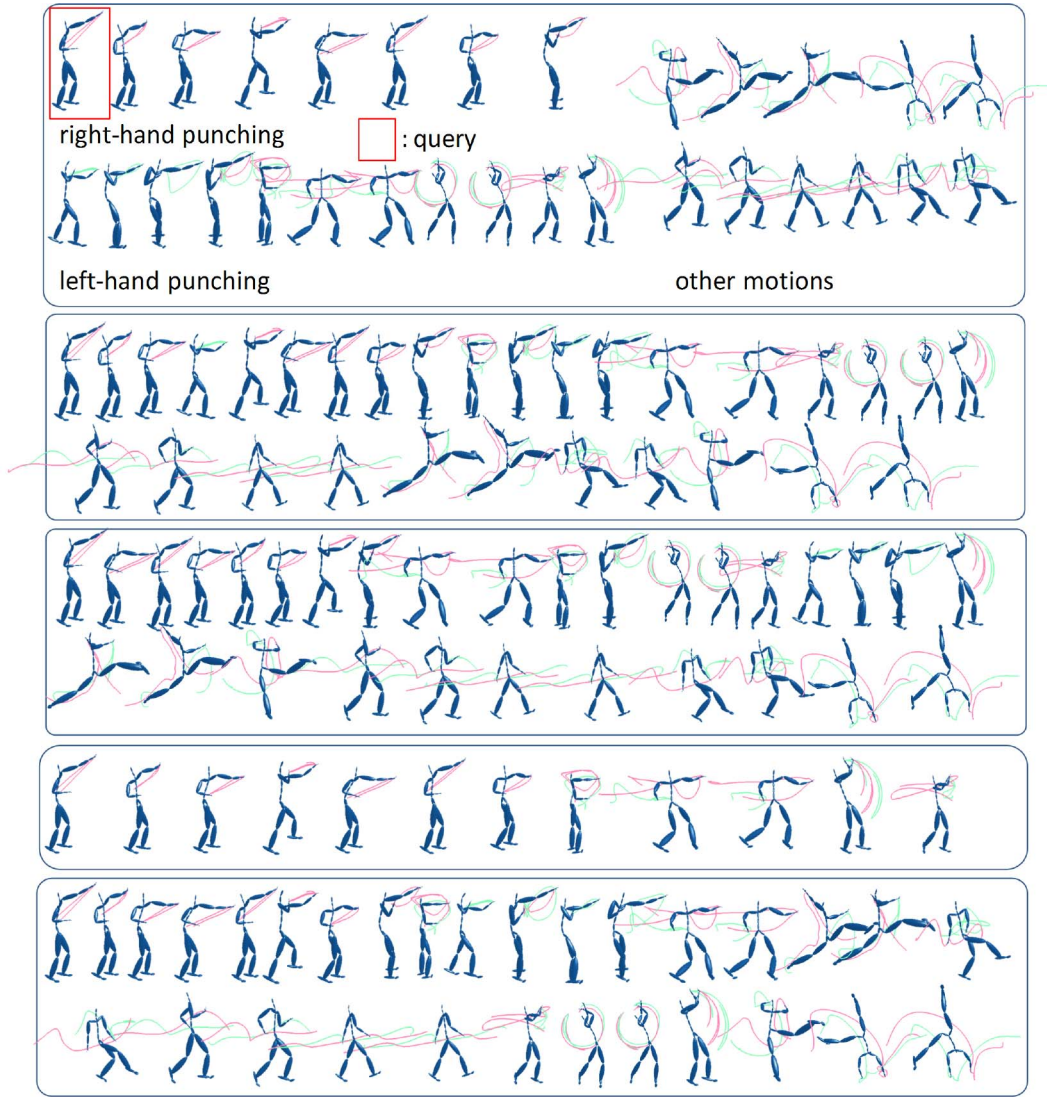 right-hand punching
: query
left-hand punching
other motions